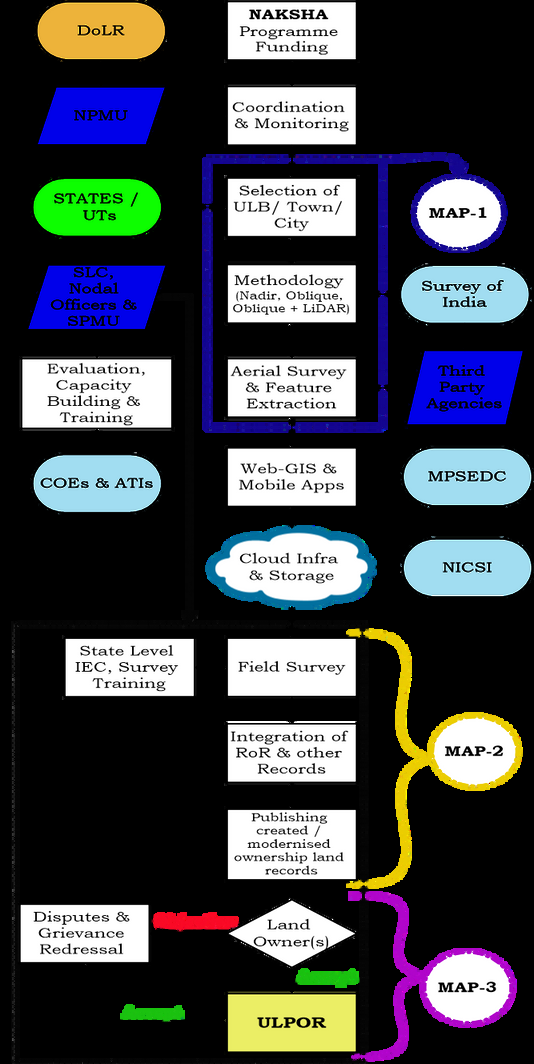 DoLR
NAKSHA
Programme
Funding
NPMU
Coordination
& Monitoring
STATES /
UTs
Selection of
ULB/ Town/
City
MAP-1
SLC,
Nodal
Officers &
SPMU
Methodology
(Nadir, Oblique,
Oblique + LiDAR)
Survey of
India
Evaluation,
Capacity
Building &
Training
Aerial Survey
& Feature
Extraction
Third
Party
Agencies
COEs & ATIs
Web-GIS &
Mobile Apps
MPSEDC
Cloud Infra
& Storage
NICSI
State Level
IEC, Survey
Training
Field Survey
Integration of
RoR & other
Records
MAP-2
Publishing
created /
modernised
ownership land
records
Disputes &
Grievance
Redressal
Land
Owner(s)
Accept
Accept
ULPOR
MAP-3